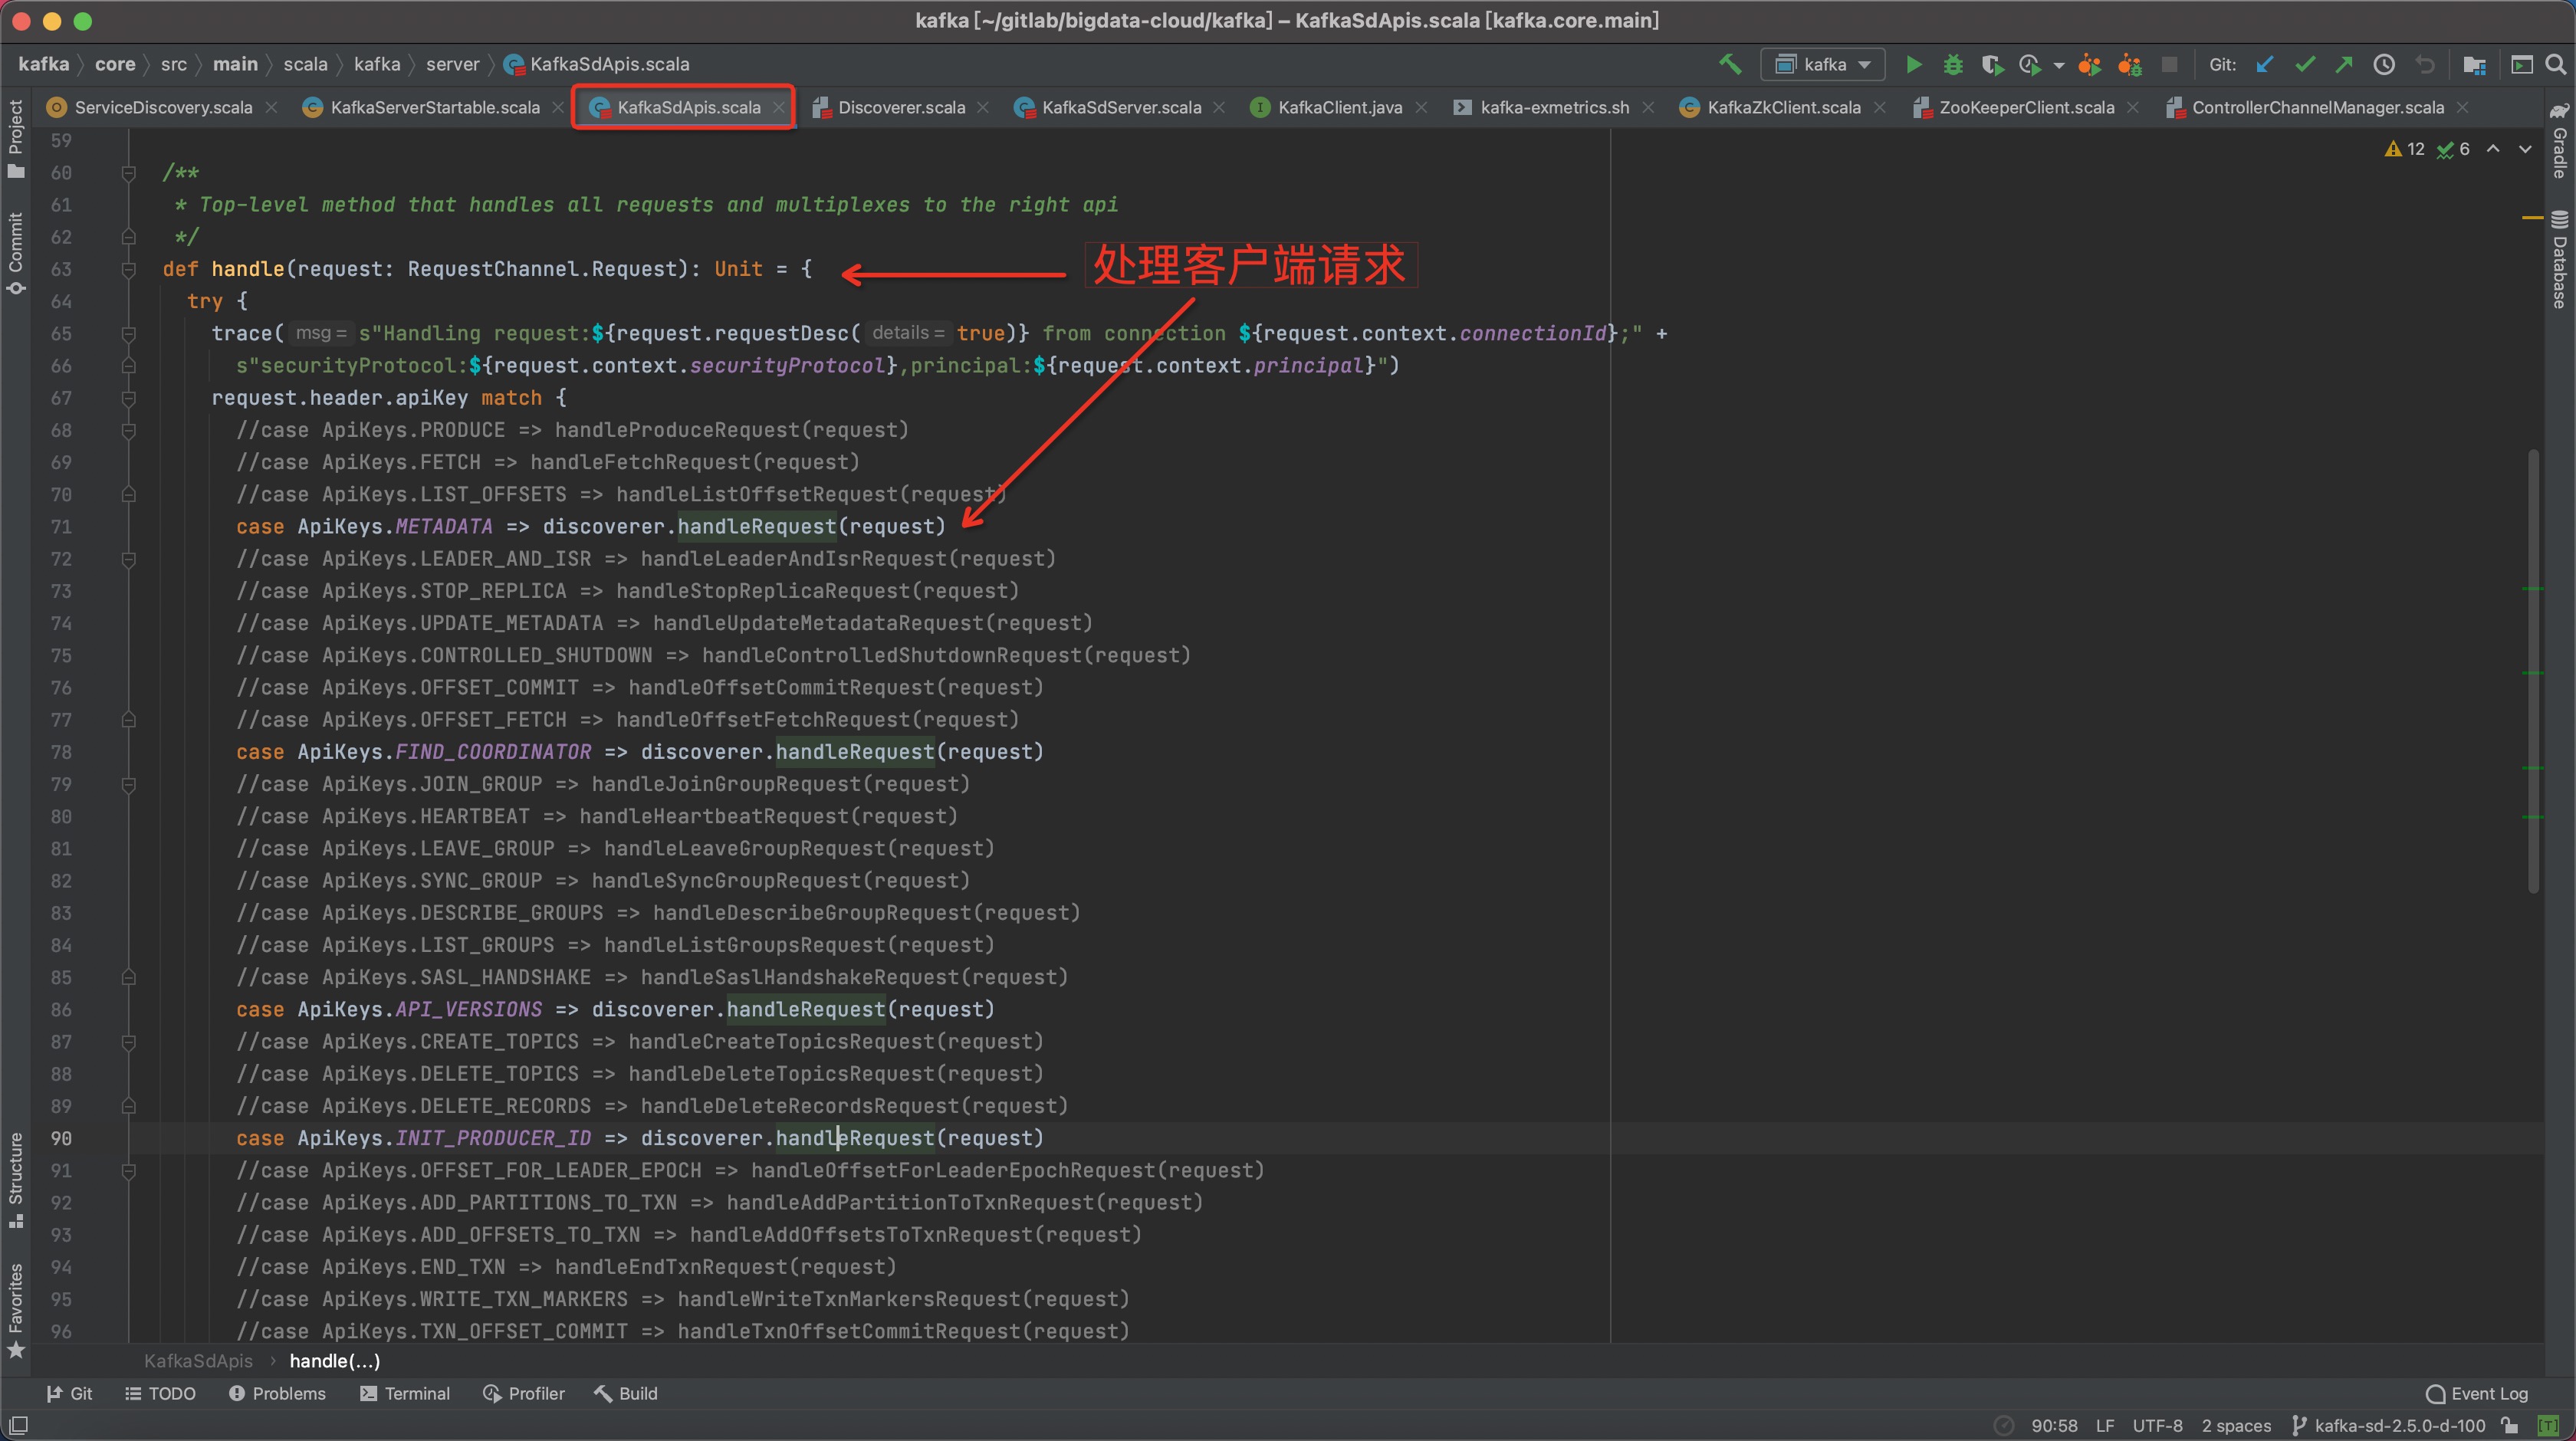 kafka [~/gitlab/bigdata-cloud/kafka] – KafkaSdApis.scala [kafka.core.main]
kafka 〉 core 〉 src 〉 main 〉 scala 〉 kafka 〉 server 〉 KafkaSdApis.scala
kafka
Git:
ServiceDiscovery.scala
KafkaServerStartable.scala
KafkaSdApis.scala
Discoverer.scala
KafkaSdServer.scala
KafkaClient.java
kafka-exmetrics.sh
KafkaZkClient.scala
ZooKeeperClient.scala
ControllerChannelManager.scala
Project
Commit
Structure
Favorites
Gradle
Database
12 6
59
60 /**
61 * Top-level method that handles all requests and multiplexes to the right api
62 */
63 def handle(request: RequestChannel.Request): Unit = {
处理客户端请求
64 try {
65 trace( msg = s"Handling request:${request.requestDesc( details = true)} from connection ${request.context.connectionId};" +
66 s"securityProtocol:${request.context.securityProtocol},principal:${request.context.principal}")
67 request.header.apiKey match {
68 //case ApiKeys.PRODUCE => handleProduceRequest(request)
69 //case ApiKeys.FETCH => handleFetchRequest(request)
70 //case ApiKeys.LIST_OFFSETS => handleListOffsetRequest(request)
71 case ApiKeys.METADATA => discoverer.handleRequest(request)
72 //case ApiKeys.LEADER_AND_ISR => handleLeaderAndIsrRequest(request)
73 //case ApiKeys.STOP_REPLICA => handleStopReplicaRequest(request)
74 //case ApiKeys.UPDATE_METADATA => handleUpdateMetadataRequest(request)
75 //case ApiKeys.CONTROLLED_SHUTDOWN => handleControlledShutdownRequest(request)
76 //case ApiKeys.OFFSET_COMMIT => handleOffsetCommitRequest(request)
77 //case ApiKeys.OFFSET_FETCH => handleOffsetFetchRequest(request)
78 case ApiKeys.FIND_COORDINATOR => discoverer.handleRequest(request)
79 //case ApiKeys.JOIN_GROUP => handleJoinGroupRequest(request)
80 //case ApiKeys.HEARTBEAT => handleHeartbeatRequest(request)
81 //case ApiKeys.LEAVE_GROUP => handleLeaveGroupRequest(request)
82 //case ApiKeys.SYNC_GROUP => handleSyncGroupRequest(request)
83 //case ApiKeys.DESCRIBE_GROUPS => handleDescribeGroupRequest(request)
84 //case ApiKeys.LIST_GROUPS => handleListGroupsRequest(request)
85 //case ApiKeys.SASL_HANDSHAKE => handleSaslHandshakeRequest(request)
86 case ApiKeys.API_VERSIONS => discoverer.handleRequest(request)
87 //case ApiKeys.CREATE_TOPICS => handleCreateTopicsRequest(request)
88 //case ApiKeys.DELETE_TOPICS => handleDeleteTopicsRequest(request)
89 //case ApiKeys.DELETE_RECORDS => handleDeleteRecordsRequest(request)
90 case ApiKeys.INIT_PRODUCER_ID => discoverer.handleRequest(request)
91 //case ApiKeys.OFFSET_FOR_LEADER_EPOCH => handleOffsetForLeaderEpochRequest(request)
92 //case ApiKeys.ADD_PARTITIONS_TO_TXN => handleAddPartitionToTxnRequest(request)
93 //case ApiKeys.ADD_OFFSETS_TO_TXN => handleAddOffsetsToTxnRequest(request)
94 //case ApiKeys.END_TXN => handleEndTxnRequest(request)
95 //case ApiKeys.WRITE_TXN_MARKERS => handleWriteTxnMarkersRequest(request)
96 //case ApiKeys.TXN_OFFSET_COMMIT => handleTxnOffsetCommitRequest(request)
KafkaSdApis › handle(...)
Git TODO Problems Terminal Profiler Build Event Log
90:58 LF UTF-8 2 spaces kafka-sd-2.5.0-d-100 [T]